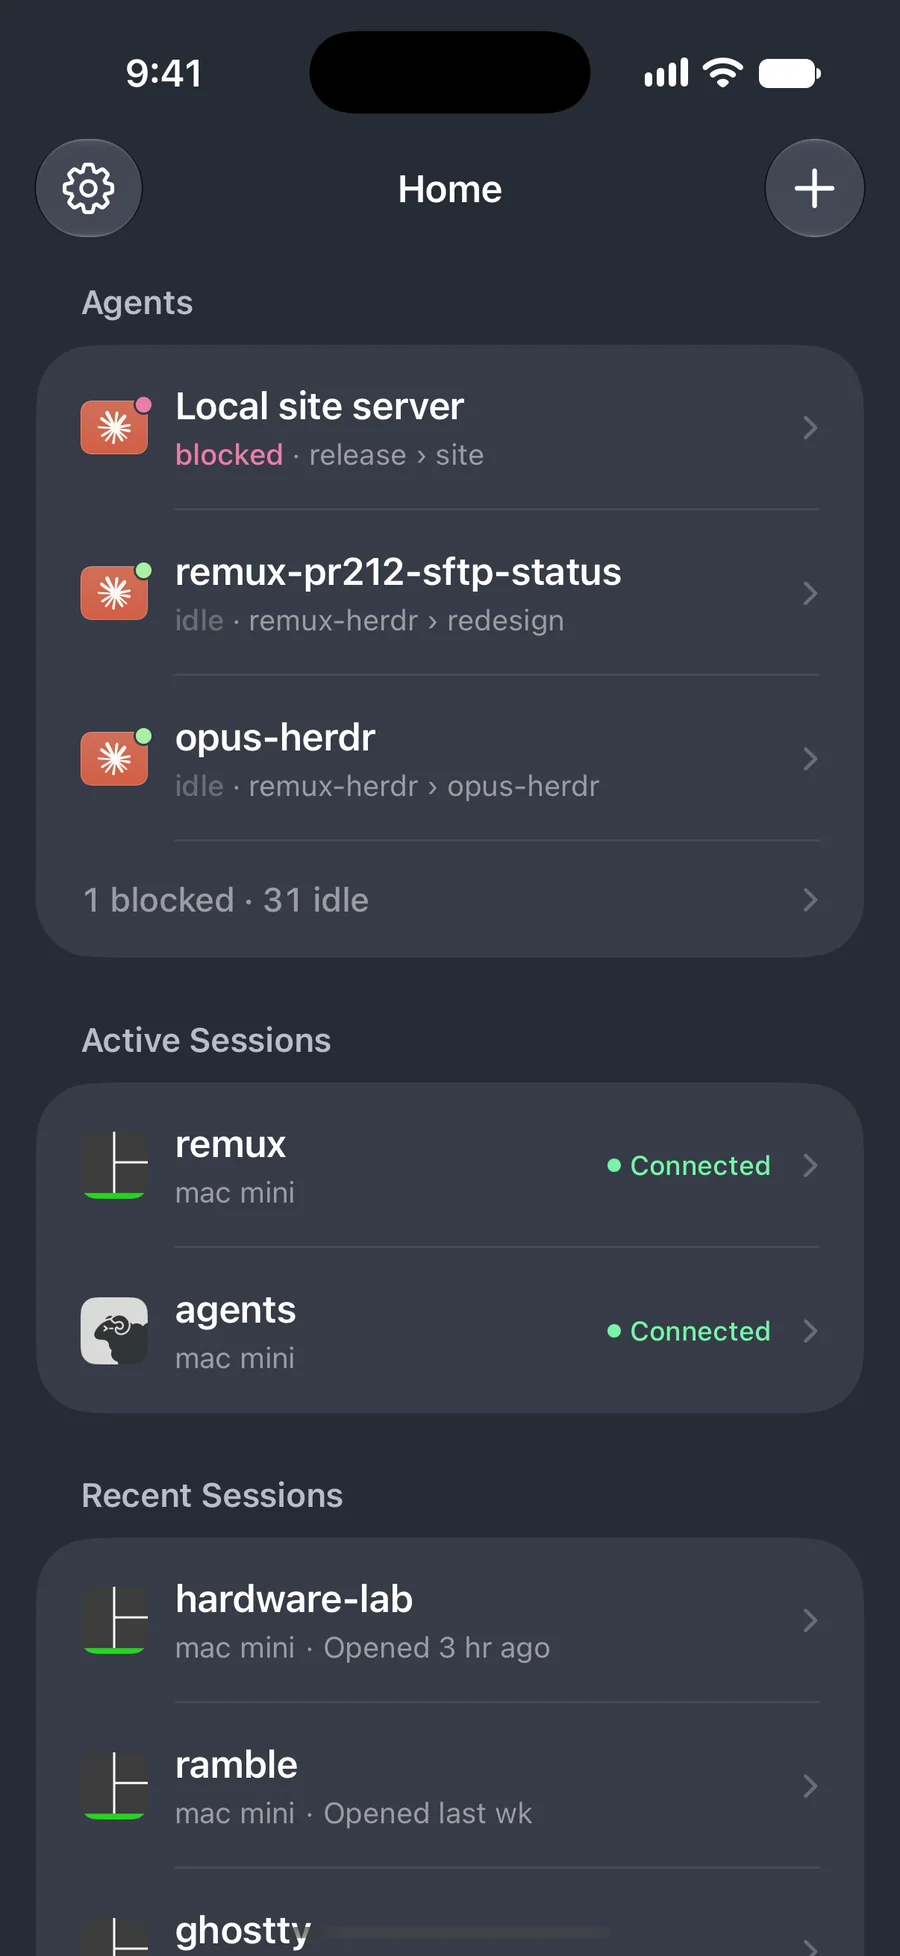 9:41
Home
Agents
Local site server
blocked · release › site
remux-pr212-sftp-status
idle · remux-herdr › redesign
opus-herdr
idle · remux-herdr › opus-herdr
1 blocked · 31 idle
Active Sessions
remux
mac mini
Connected
agents
mac mini
Connected
Recent Sessions
hardware-lab
mac mini · Opened 3 hr ago
ramble
mac mini · Opened last wk
ghostty